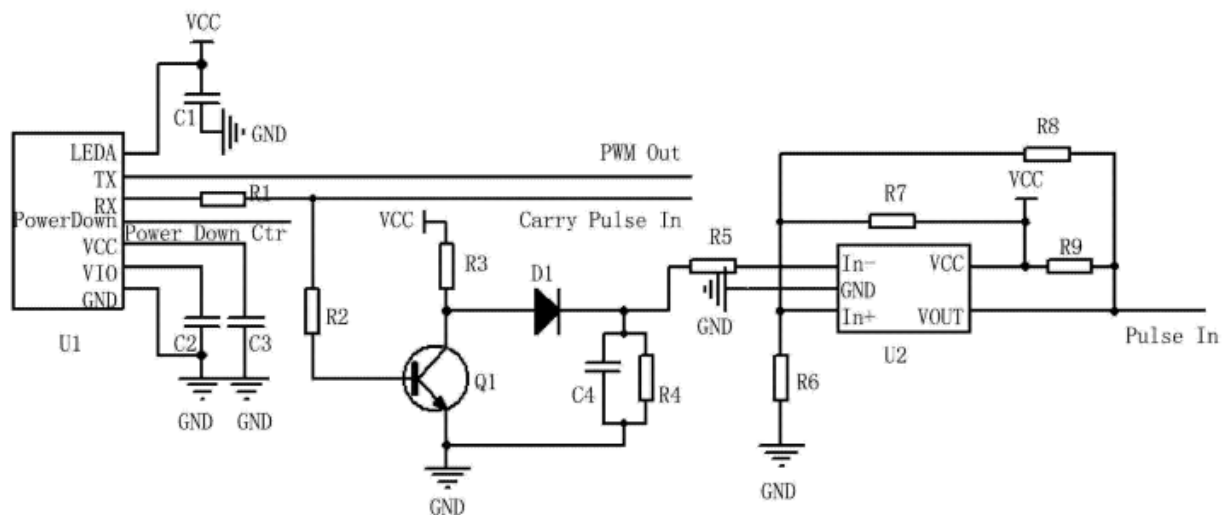 VCC
C1
GND
LEDA
TX
RX
PowerDown
VCC
VIO
GND
U1
R1
PWM Out
Carry Pulse In
Power Down Ctr
C2
C3
GND
GND
R2
VCC
R3
D1
Q1
C4
R4
GND
R5
GND
R8
R7
VCC
R9
In-
VCC
GND
In+
VOUT
U2
Pulse In
R6
GND